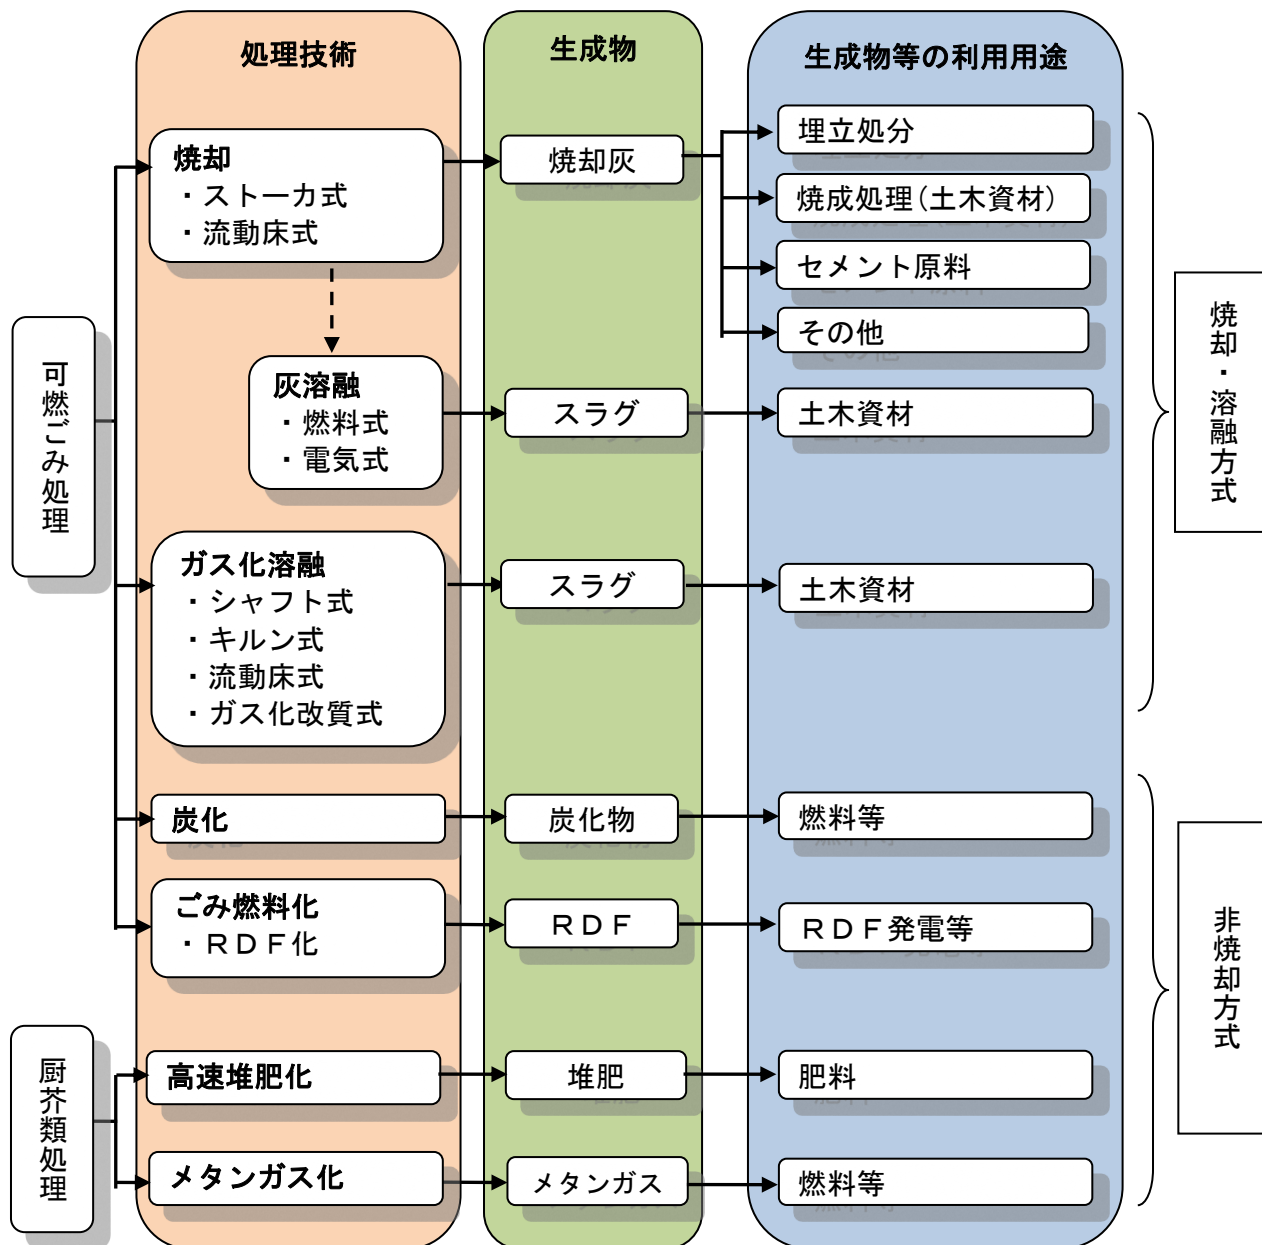 処理技術
生成物
生成物等の利用用途
可燃ごみ処理
焼却
・ストーカ式
・流動床式
焼却灰
埋立処分
焼成処理（土木資材）
セメント原料
その他
灰溶融
・燃料式
・電気式
スラグ
土木資材
ガス化溶融
・シャフト式
・キルン式
・流動床式
・ガス化改質式
スラグ
土木資材
焼却・溶融方式
炭化
炭化物
燃料等
ごみ燃料化
・ＲＤＦ化
ＲＤＦ
ＲＤＦ発電等
厨芥類処理
高速堆肥化
堆肥
肥料
メタンガス化
メタンガス
燃料等
非焼却方式